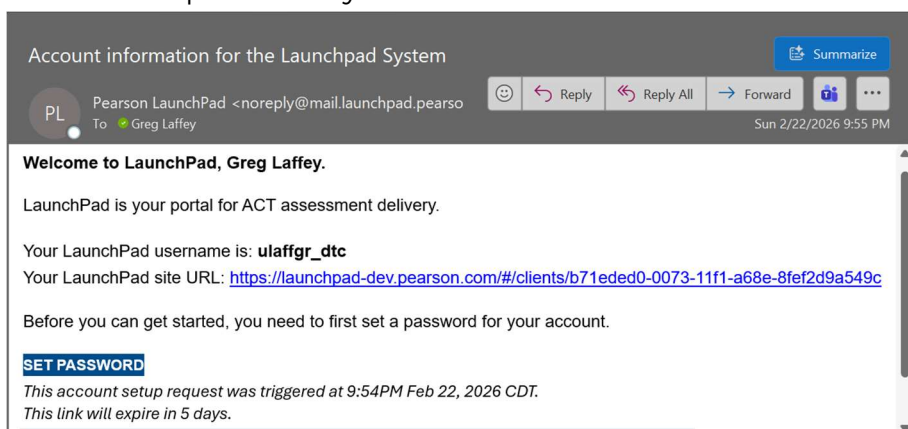 Account information for the Launchpad System
Summarize
PL
Pearson LaunchPad <noreply@mail.launchpad.pearso
Reply
Reply All
Forward
To Greg Laffey
Sun 2/22/2026 9:55 PM
Welcome to LaunchPad, Greg Laffey.
LaunchPad is your portal for ACT assessment delivery.
Your LaunchPad username is: ulaffgr_dtc
Your LaunchPad site URL: https://launchpad-dev.pearson.com/#/clients/b71eded0-0073-11f1-a68e-8fef2d9a549c
Before you can get started, you need to first set a password for your account.
SET PASSWORD
This account setup request was triggered at 9:54PM Feb 22, 2026 CDT.
This link will expire in 5 days.